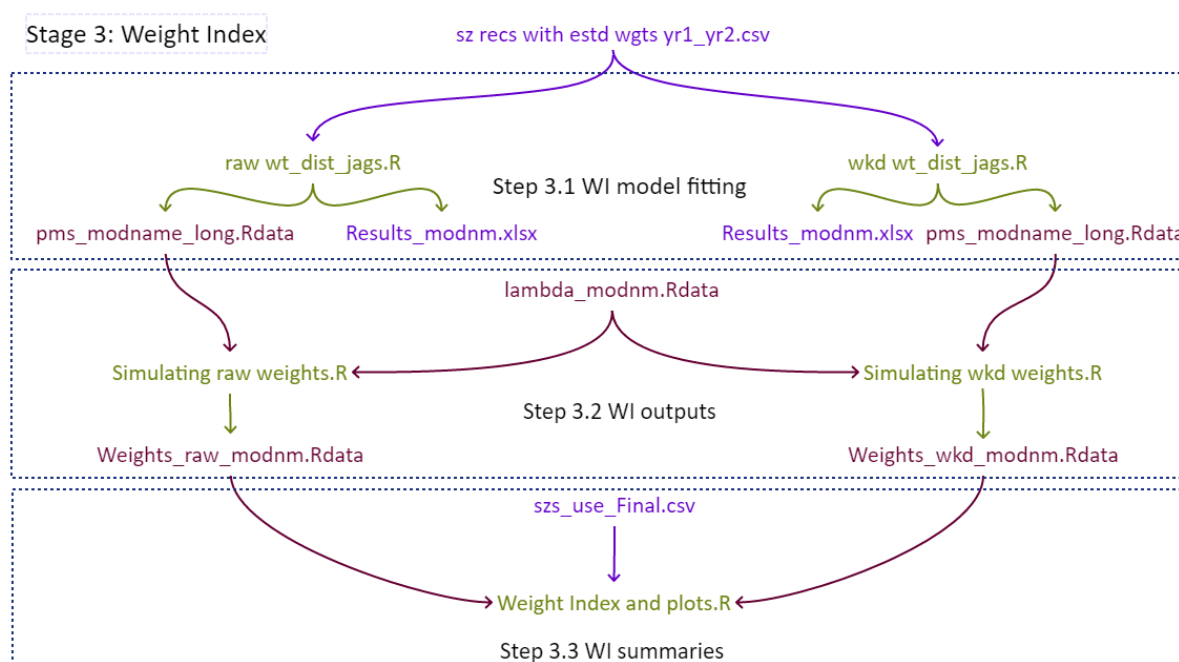 Stage 3: Weight Index
sz recs with estd wgts yr1_yr2.csv
raw wt_dist_jags.R
wkd wt_dist_jags.R
Step 3.1 WI model fitting
pms_modname_long.Rdata
Results_modnm.xlsx
Results_modnm.xlsx
pms_modname_long.Rdata
lambda_modnm.Rdata
Simulating raw weights.R
Simulating wkd weights.R
Step 3.2 WI outputs
Weights_raw_modnm.Rdata
Weights_wkd_modnm.Rdata
szs_use_Final.csv
Weight Index and plots.R
Step 3.3 WI summaries